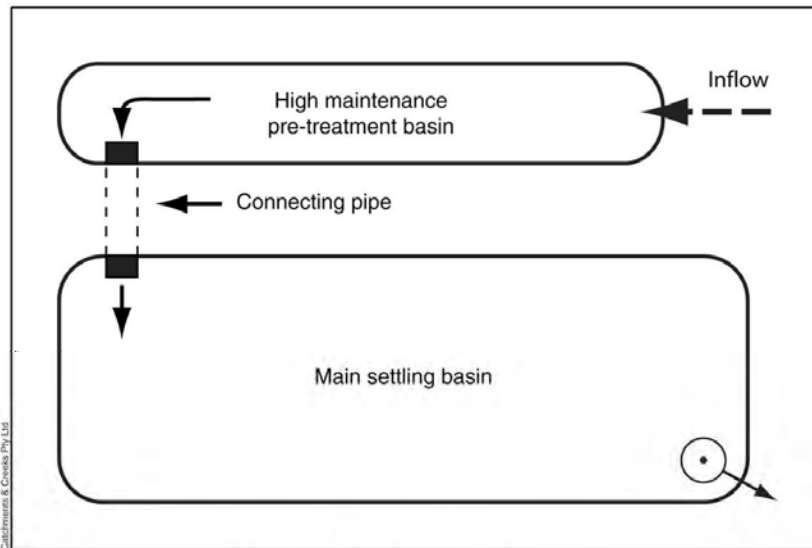 Inflow
High maintenance
pre-treatment basin
Connecting pipe
Main settling basin
Catchments & Creeks Pty Ltd